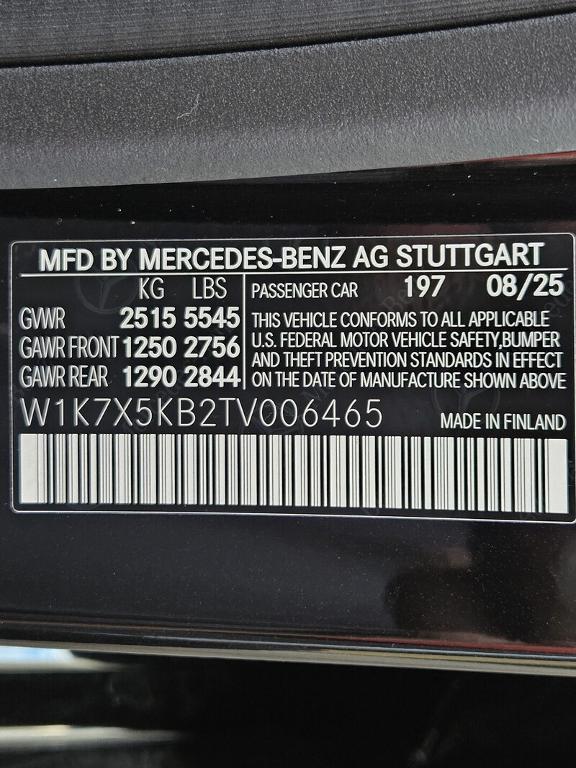 MFD BY MERCEDES-BENZ AG STUTTGART
KG LBS PASSENGER CAR 197 08/25
GVWR 2515 5545
GAWR FRONT 1250 2756
GAWR REAR 1290 2844
THIS VEHICLE CONFORMS TO ALL APPLICABLE
U.S. FEDERAL MOTOR VEHICLE SAFETY,BUMPER
AND THEFT PREVENTION STANDARDS IN EFFECT
ON THE DATE OF MANUFACTURE SHOWN ABOVE
W1K7X5KB2TV006465 MADE IN FINLAND